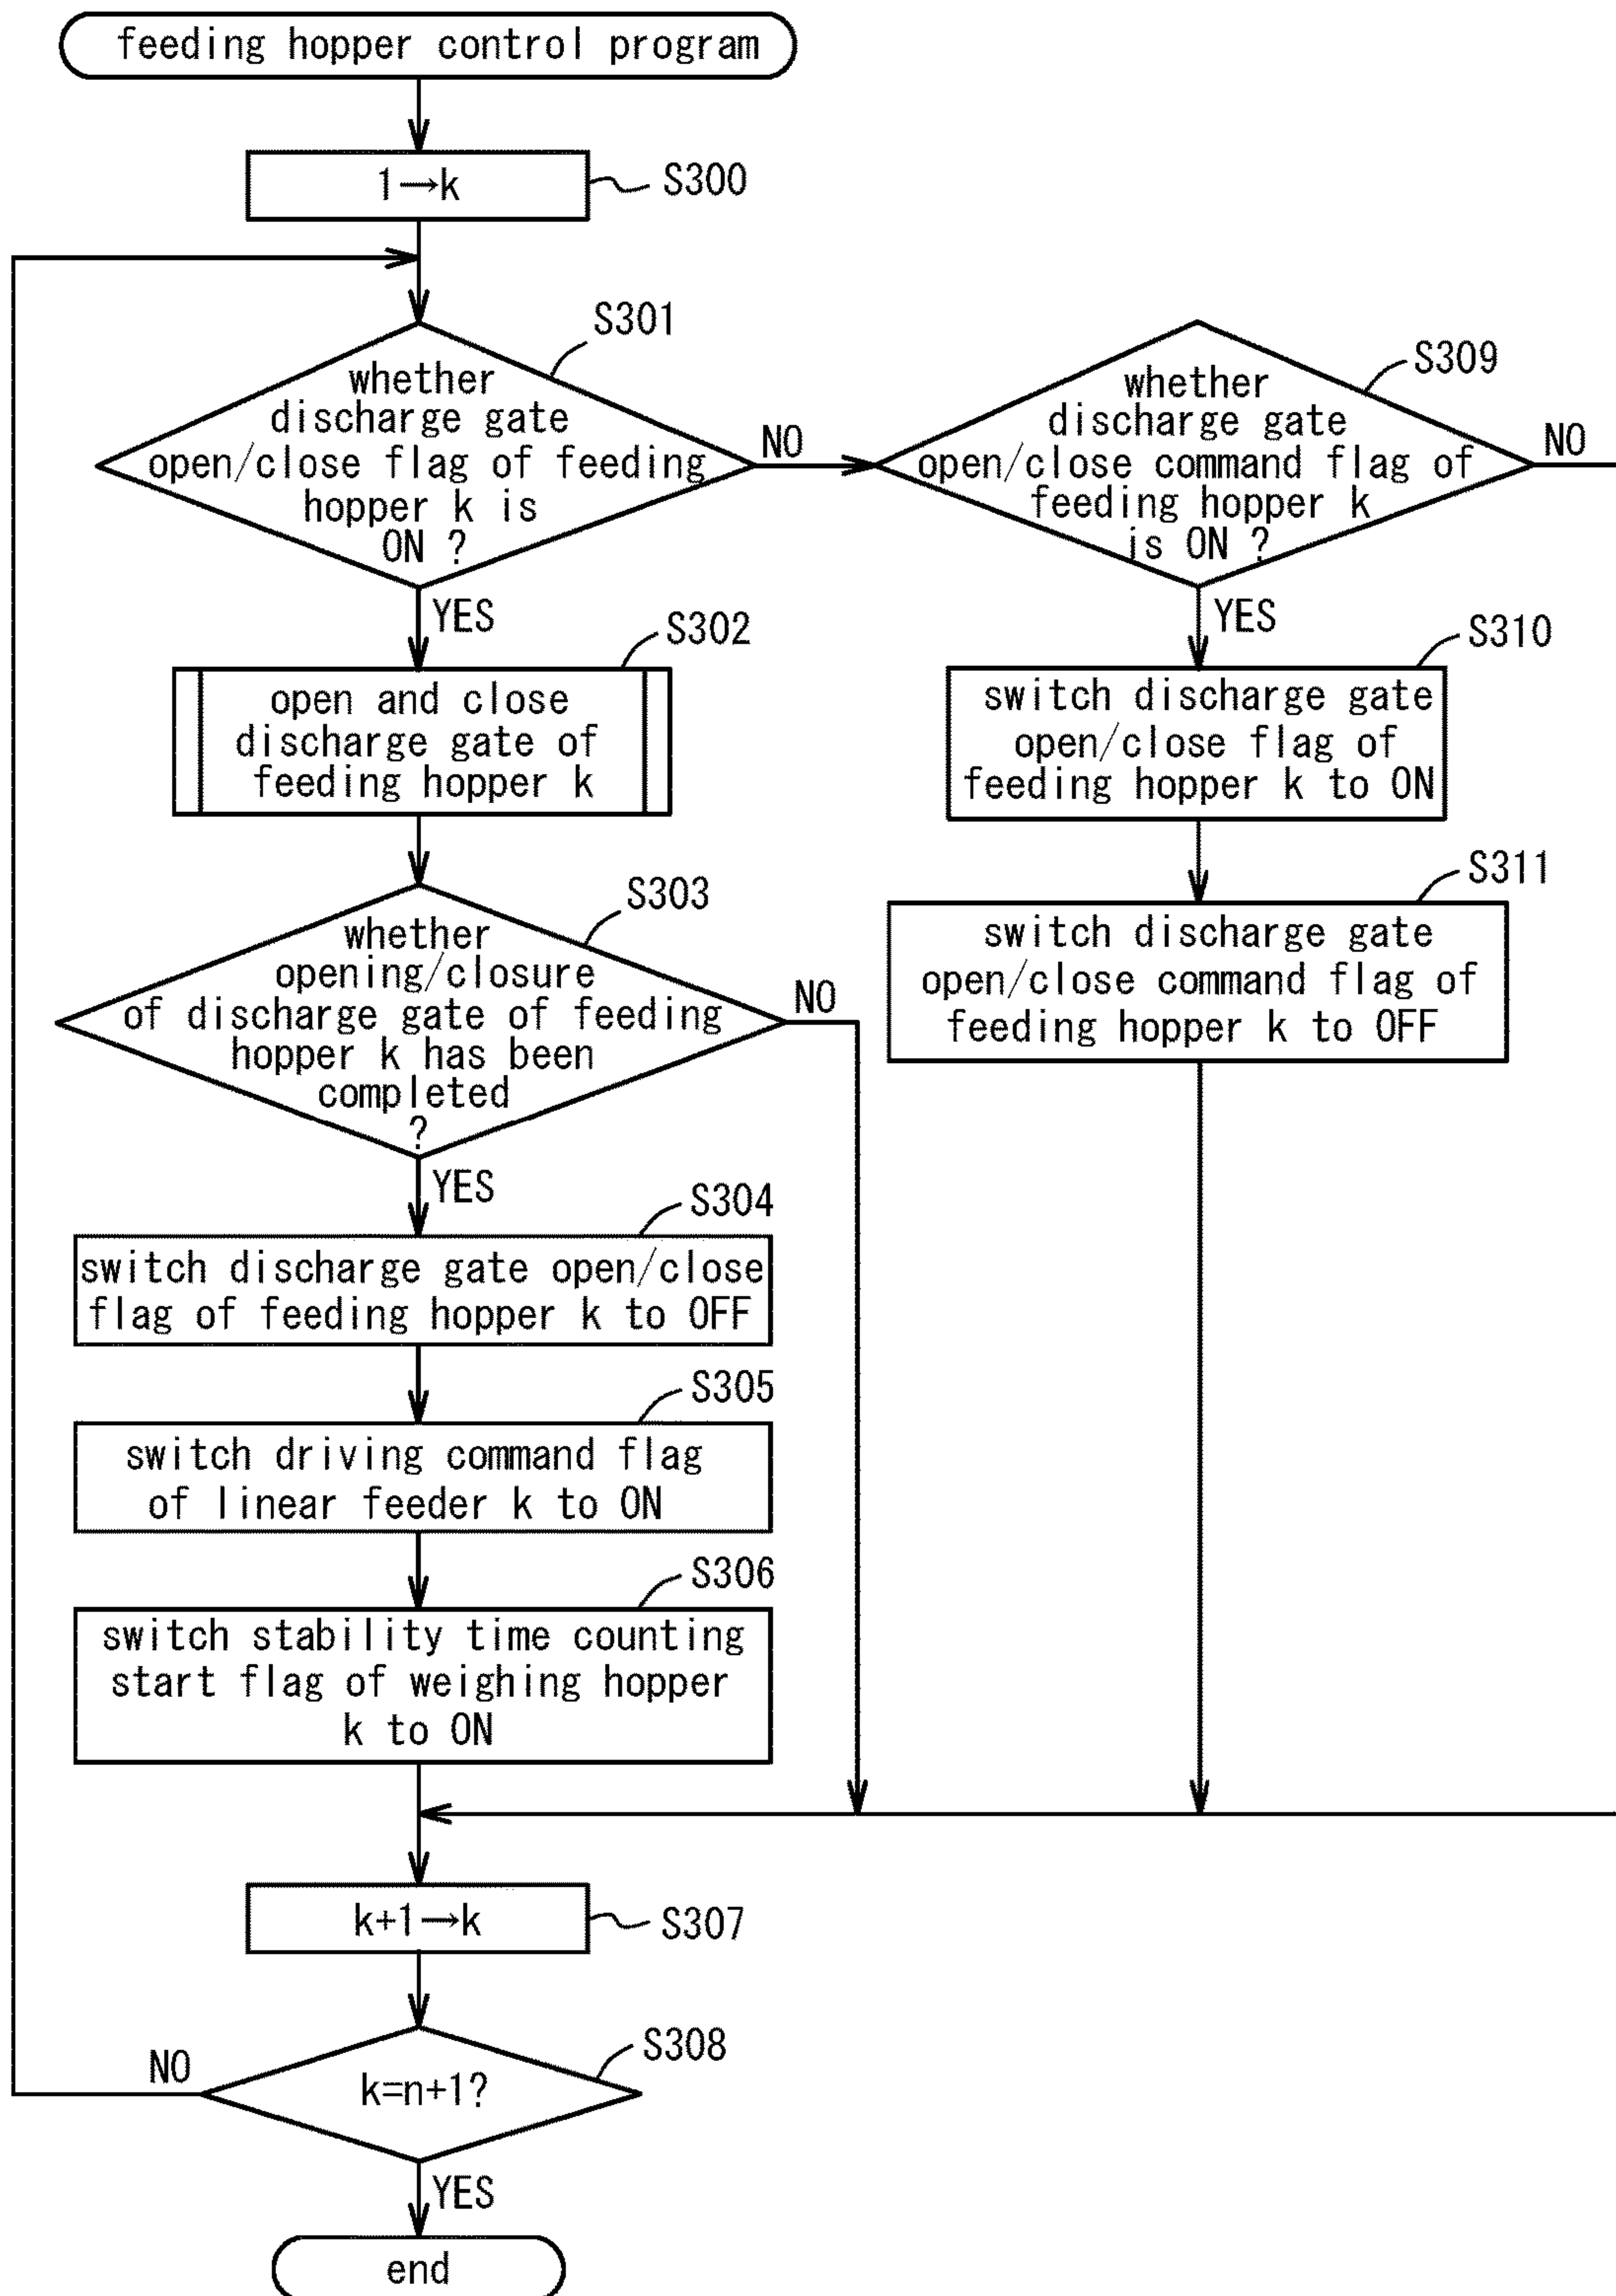 feeding hopper control program
1→k
S300
S301
whether
discharge gate
open/close flag of feeding
hopper k is
ON ?
NO
YES
S309
whether
discharge gate
open/close command flag of
feeding hopper k
is ON ?
NO
YES
S302
open and close
discharge gate of
feeding hopper k
S310
switch discharge gate
open/close flag of
feeding hopper k to ON
S303
whether
opening/closure
of discharge gate of feeding
hopper k has been
completed
?
NO
YES
S311
switch discharge gate
open/close command flag of
feeding hopper k to OFF
S304
switch discharge gate open/close
flag of feeding hopper k to OFF
S305
switch driving command flag
of linear feeder k to ON
S306
switch stability time counting
start flag of weighing hopper
k to ON
k+1→k
S307
S308
k=n+1?
NO
YES
end